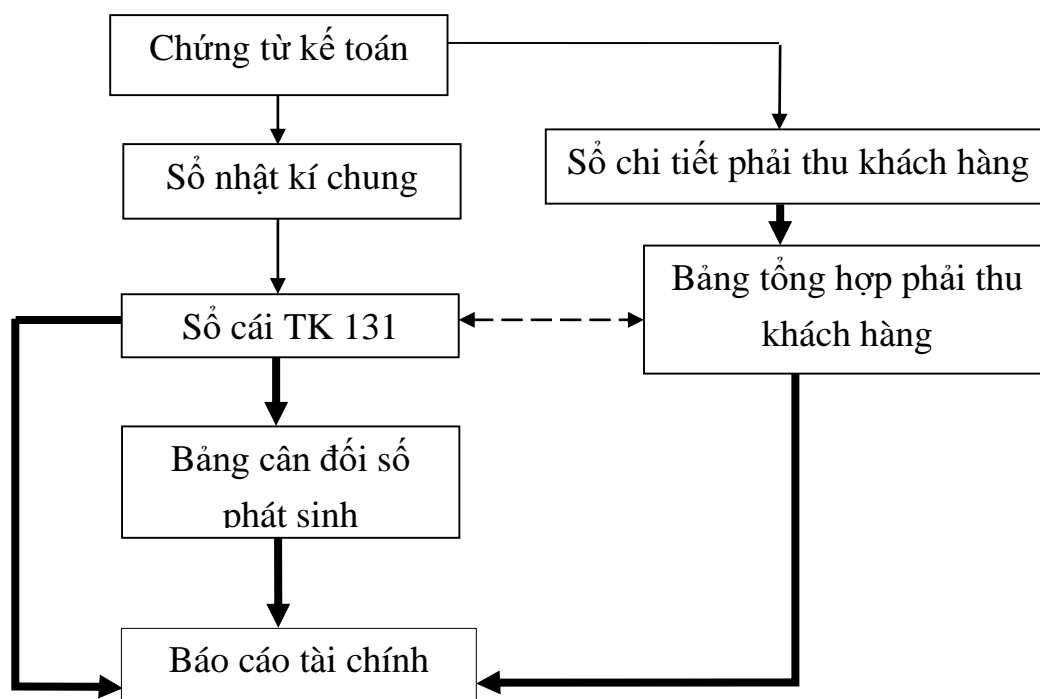 Chứng từ kế toán
Sổ nhật kí chung
Sổ chi tiết phải thu khách hàng
Bảng tổng hợp phải thu
khách hàng
Sổ cái TK 131
Bảng cân đối số
phát sinh
Báo cáo tài chính